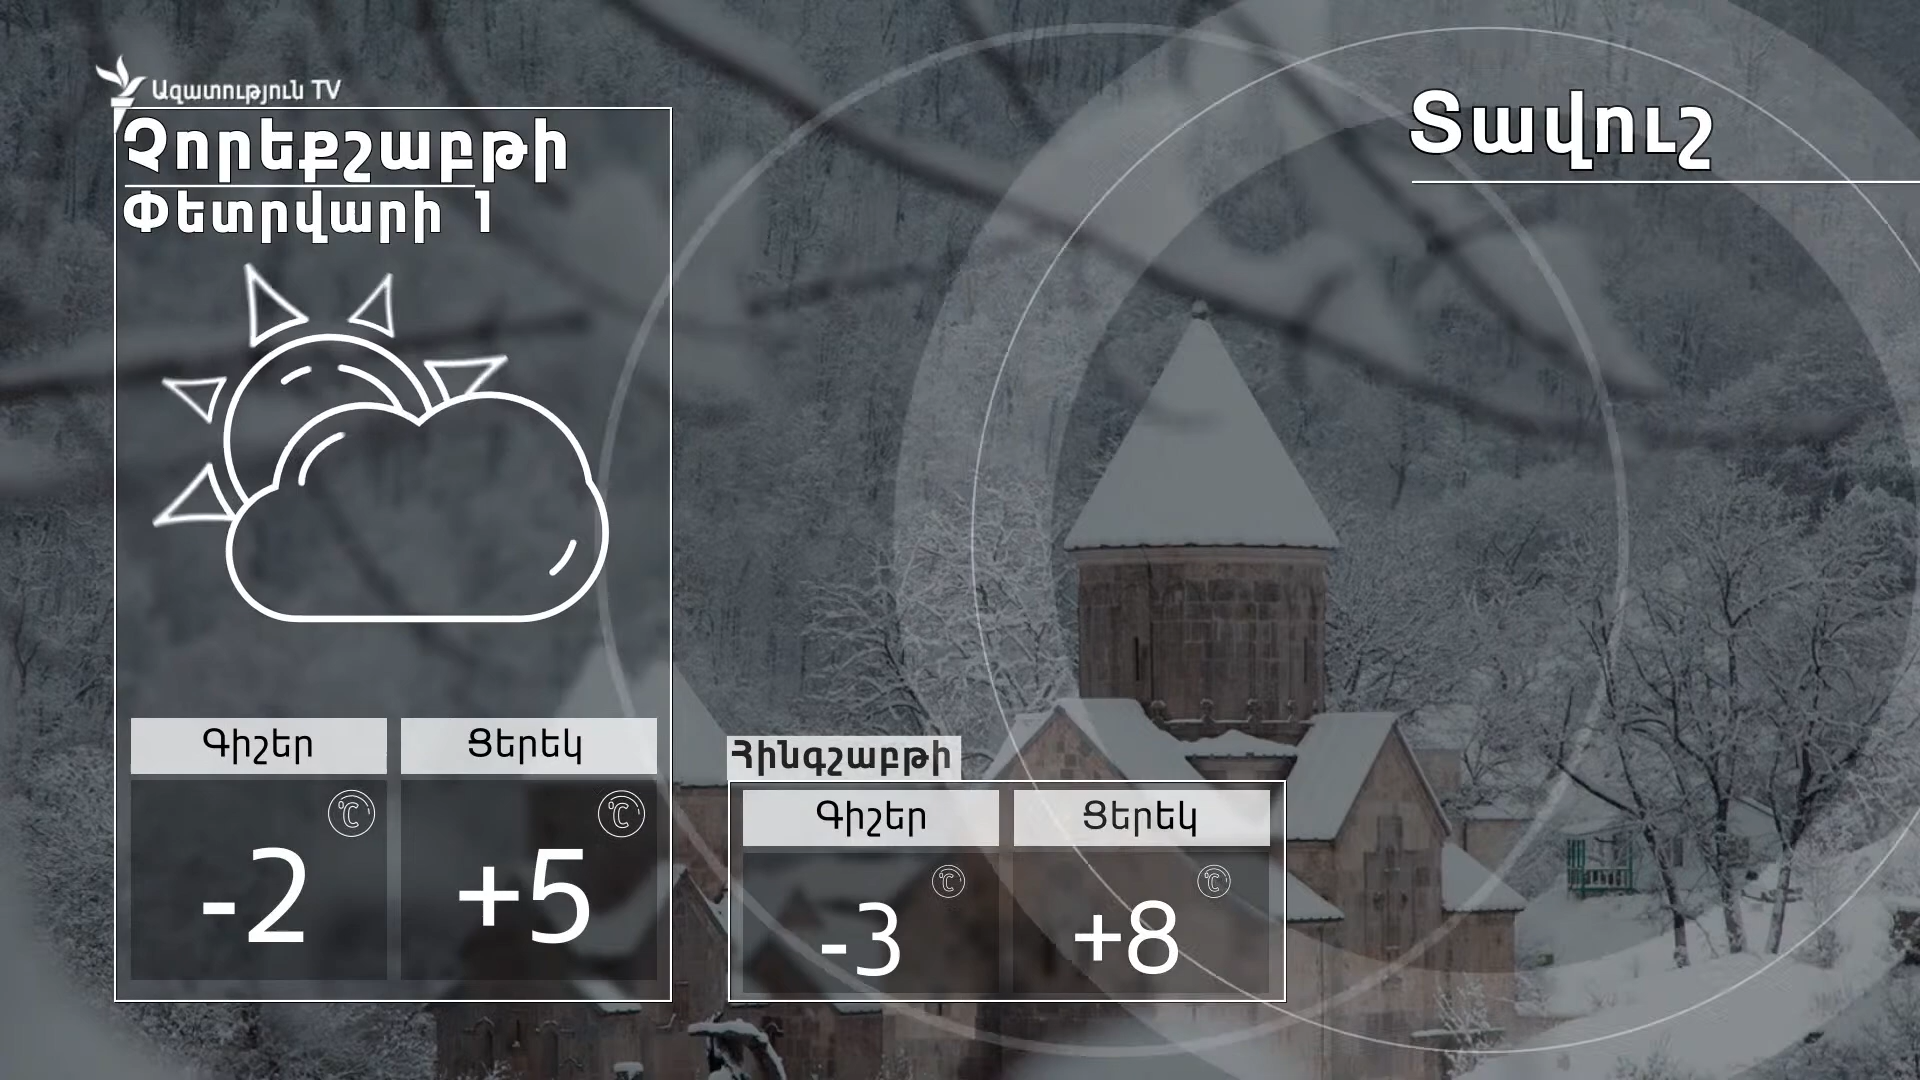 Ազատություն TV
Չորեքշաբթի
Փետրվարի 1
Տավուշ
Գիշեր
Ցերեկ
°C
°C
-2
+5
Հինգշաբթի
Գիշեր
Ցերեկ
°C
°C
-3
+8